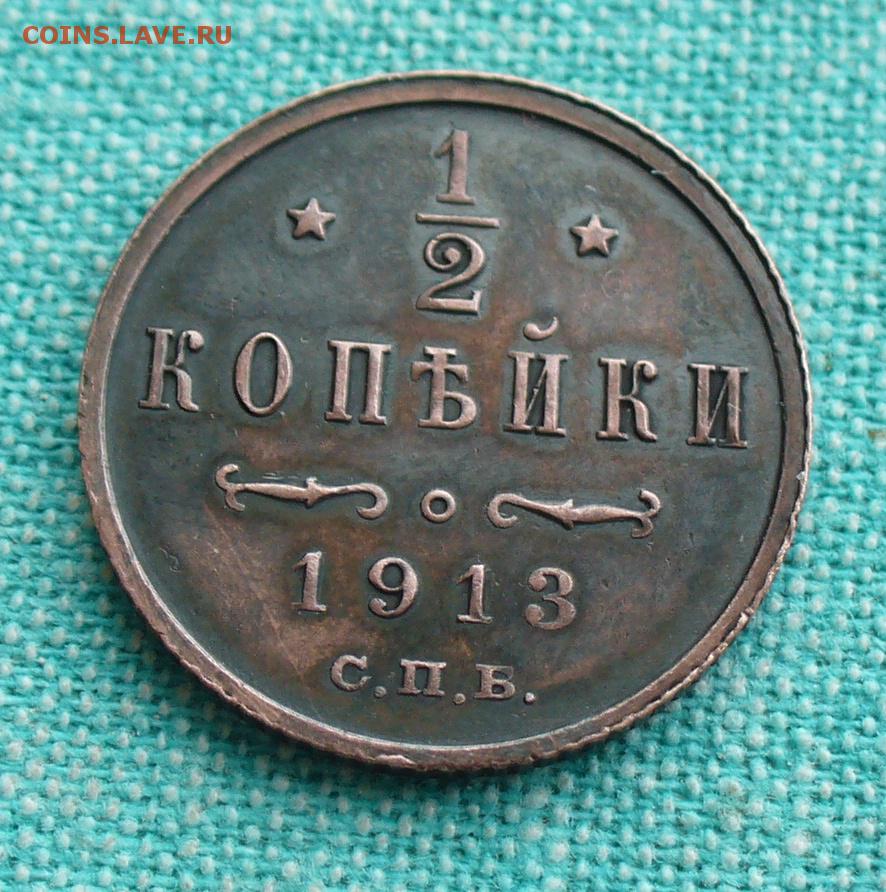 COINS.LAVE.RU
1/2
КОПѢЙКИ
1913
С.П.Б.